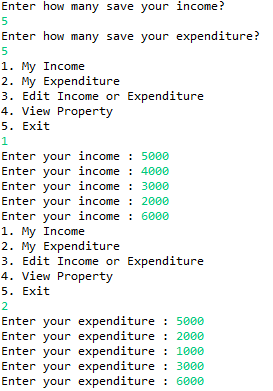 Enter how many save your income?
5
Enter how many save your expenditure?
5
1. My Income
2. My Expenditure
3. Edit Income or Expenditure
4. View Property
5. Exit
1
Enter your income : 5000
Enter your income : 4000
Enter your income : 3000
Enter your income : 2000
Enter your income : 6000
1. My Income
2. My Expenditure
3. Edit Income or Expenditure
4. View Property
5. Exit
2
Enter your expenditure : 5000
Enter your expenditure : 2000
Enter your expenditure : 1000
Enter your expenditure : 3000
Enter your expenditure : 6000